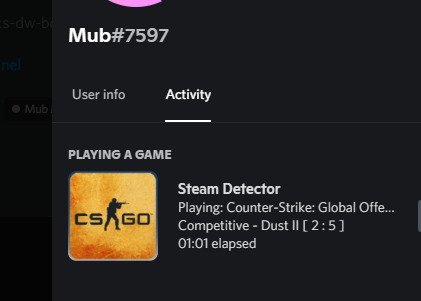 Mub#7597
cs-dw-b
nel
User info
Activity
Mub
PLAYING A GAME
CS GO
Steam Detector
Playing: Counter-Strike: Global Offe...
Competitive - Dust II [ 2 : 5 ]
01:01 elapsed